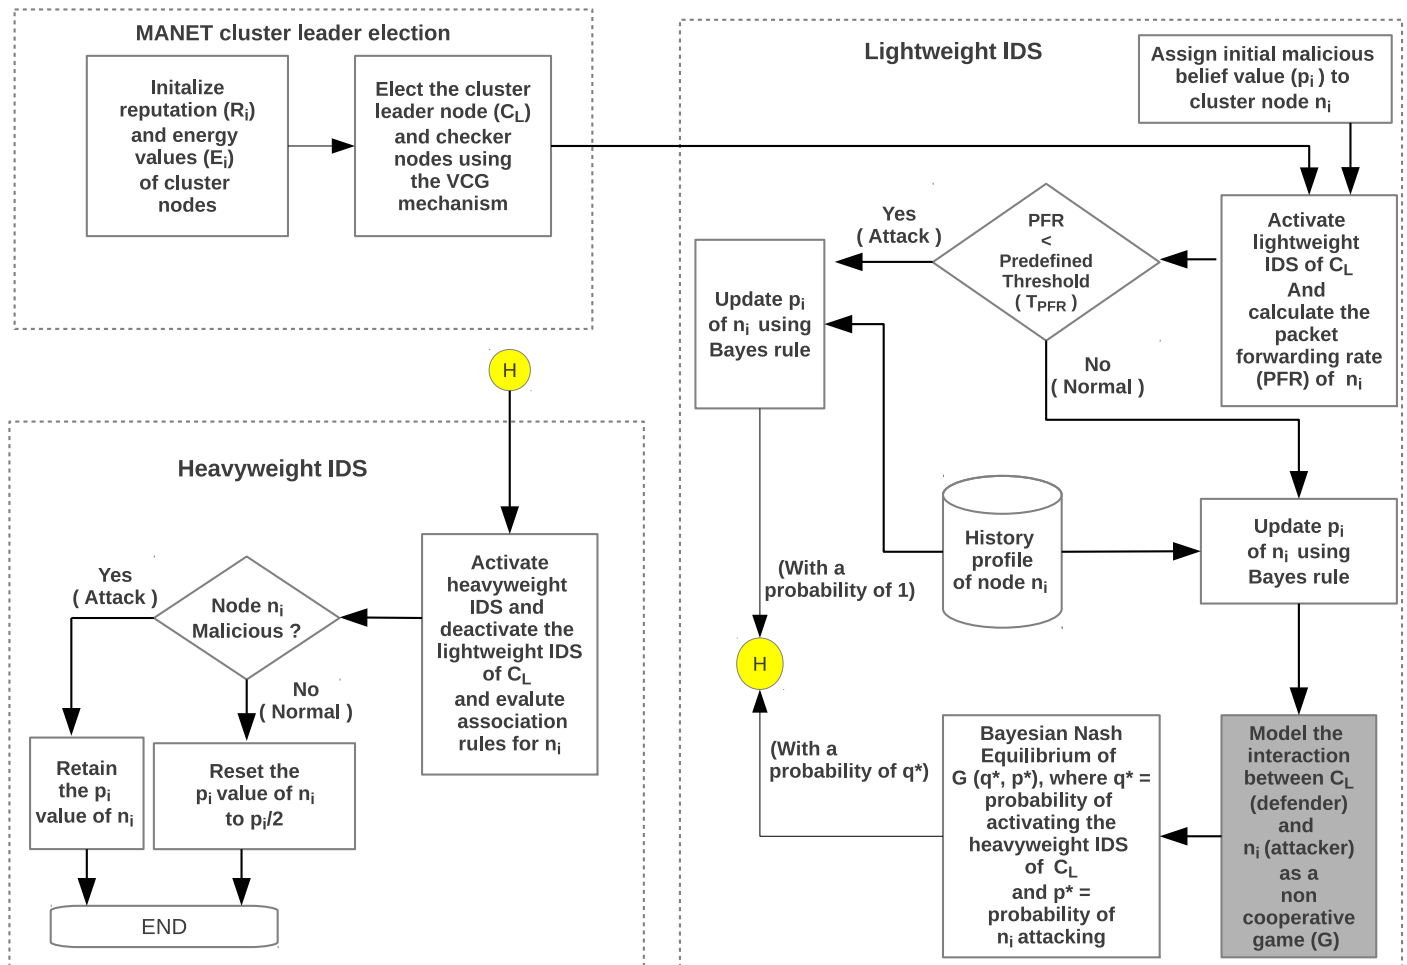 MANET cluster leader election
Initalize
reputation (Ri)
and energy
values (Ei)
of cluster
nodes
Elect the cluster
leader node (CL)
and checker
nodes using
the VCG
mechanism
Lightweight IDS
Assign initial malicious
belief value (pi ) to
cluster node ni
Activate
lightweight
IDS of CL
And
calculate the
packet
forwarding rate
(PFR) of ni
PFR
<
Predefined
Threshold
( TPFR )
Yes
( Attack )
No
( Normal )
Update pi
of ni using
Bayes rule
History
profile
of node ni
Update pi
of ni using
Bayes rule
(With a
probability of 1)
H
(With a
probability of q*)
Bayesian Nash
Equilibrium of
G (q*, p*), where q* =
probability of
activating the
heavyweight IDS
of CL
and p* =
probability of
ni attacking
Model the
interaction
between CL
(defender)
and
ni (attacker)
as a
non
cooperative
game (G)
H
Heavyweight IDS
Activate
heavyweight
IDS and
deactivate the
lightweight IDS
of CL
and evalute
association
rules for ni
Node ni
Malicious ?
Yes
( Attack )
No
( Normal )
Retain
the pi
value of ni
Reset the
pi value of ni
to pi/2
END